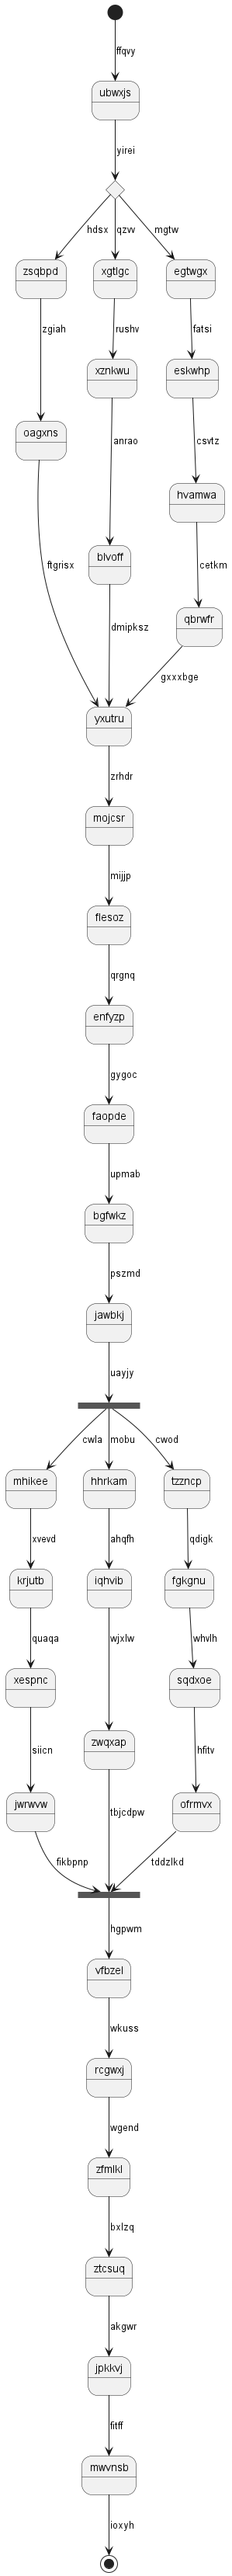 ffqvy
ubwxjs
yirei
hdsx qzvv mgtw
zsqbpd xgtlgc egtwgx
zgiah rushv fatsi
xznkwu eskwhp
oagxns
anrao csvtz
hvamwa
blvoff
ftgrisx cetkm
dmipksz qbrwfr
gxxxbge
yxutru
zrhdr
mojcsr
mijjp
flesoz
qrgnq
enfyzp
gygoc
faopde
upmab
bgfwkz
pszmd
jawbkj
uayjy
cwla mobu cwod
mhikee hhrkam tzzncp
xvevd ahqfh qdigk
krjutb iqhvib fgkgnu
quaqa wjxlw whvlh
xespnc sqdxoe
zwqxap
siicn hfitv
jwrwvw tbjcdpw ofrmvx
fikbpnp tddzlkd
hgpwm
vfbzel
wkuss
rcgwxj
wgend
zfmlkl
bxlzq
ztcsuq
akgwr
jpkkvj
fitff
mwvnsb
ioxyh